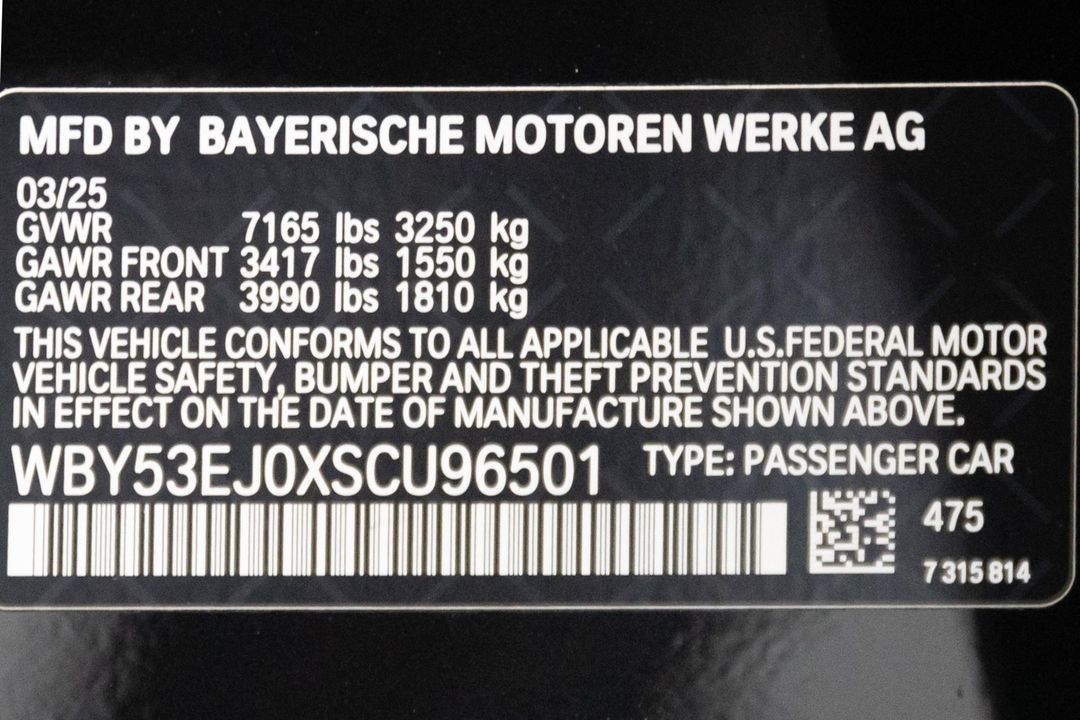 MFD BY BAYERISCHE MOTOREN WERKE AG
03/25
GVWR 7165 lbs 3250 kg
GAWR FRONT 3417 lbs 1550 kg
GAWR REAR 3990 lbs 1810 kg
THIS VEHICLE CONFORMS TO ALL APPLICABLE U.S.FEDERAL MOTOR
VEHICLE SAFETY, BUMPER AND THEFT PREVENTION STANDARDS
IN EFFECT ON THE DATE OF MANUFACTURE SHOWN ABOVE.
WBY53EJ0XSCU96501 TYPE: PASSENGER CAR
475
7 315 814